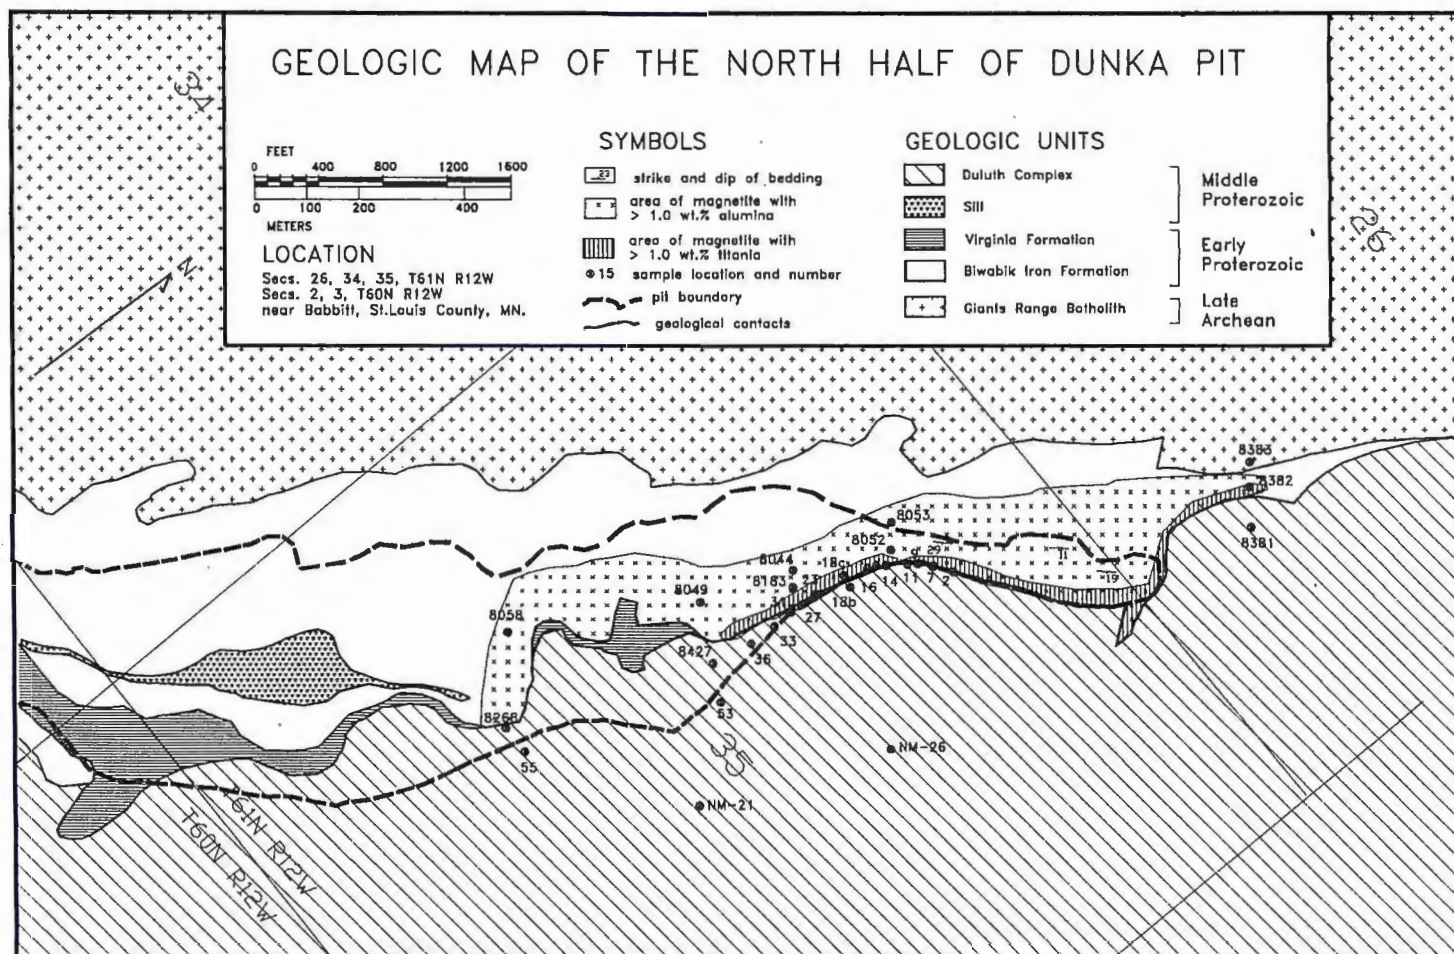 GEOLOGIC MAP OF THE NORTH HALF OF DUNKA PIT
FEET
0 400 800 1200 1600
0 100 200 400
METERS
LOCATION
Secs. 26, 34, 35, T61N R12W
Secs. 2, 3, T60N R12W
near Babbitt, St.Louis County, MN.
SYMBOLS
23 strike and dip of bedding
area of magnetite with
> 1.0 wt.% alumina
area of magnetite with
> 1.0 wt.% titania
15 sample location and number
pit boundary
geological contacts
GEOLOGIC UNITS
Duluth Complex
Sill
Middle
Proterozoic
Virginia Formation
Biwabik Iron Formation
Early
Proterozoic
Giants Range Batholith
Late
Archean
34
N
26
8383
8382
8381
8053
8052
9
29
11
19
8044
18c
8183
23
14
11
7
2
16
18b
3
27
8049
33
8058
36
8427
53
8268
55
35
NM-26
NM-21
T61N R12W
T60N R12W